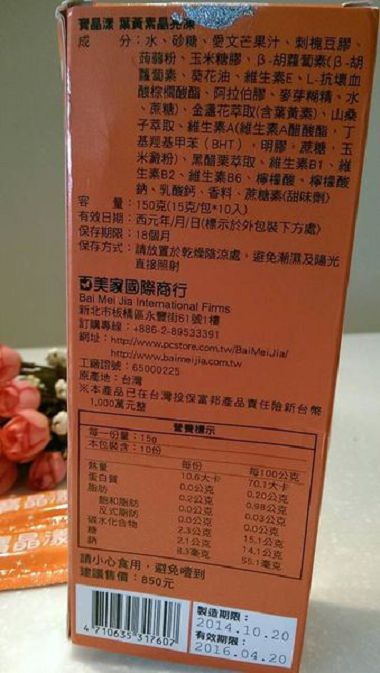 寶晶漾 葉黃素晶亮凍
成 分:水、砂糖、愛文芒果汁、刺槐豆膠、
蒟蒻粉、玉米糖膠、β-胡蘿蔔素(β-胡
蘿蔔素、葵花油、維生素E、L-抗壞血
酸棕櫚酸酯、阿拉伯膠、麥芽糊精、水
、蔗糖)、金盞花萃取(含葉黃素)、山桑
子萃取、維生素A(維生素A醋酸酯、丁
基羥基甲苯(BHT)、明膠、蔗糖、玉
米澱粉)、黑醋栗萃取、維生素B1、維
生素B2、維生素B6、檸檬酸、檸檬酸
鈉、乳酸鈣、香料、蔗糖素(甜味劑)
容 量:150克(15克/包*10入)
有效日期:西元年/月/日(標示於外包裝下方處)
保存期限:18個月
保存方式:請放置於乾燥陰涼處,避免潮濕及陽光
直接照射
百美家國際商行
Bai Mei Jia International Firms
新北市板橋區永豐街61號1樓
訂購專線:+886-2-89533391
網址:http://www.pcstore.com.tw/BaiMeiJia/
http://www.baimeijia.com.tw
工廠證號:65000225
原產地:台灣
※本產品已在台灣投保富邦產品責任險新台幣
1,000萬元整
營養標示
每一份量:15g
本包裝含:10份
每份 每100公克
熱量 10.6大卡 70.1大卡
蛋白質 0.0公克 0.20公克
脂肪 0.2公克 0.98公克
飽和脂肪 0.0公克 0.03公克
反式脂肪 0.0公克 0.0公克
碳水化合物 2.3公克 15.1公克
糖 2.1公克 14.1公克
鈉 8.3毫克 55.1毫克
請小心食用,避免噎到
建議售價:850元
4 710635 317607
製造期限:
2014.10.20
有效期限:
2016.04.20
寶晶漾